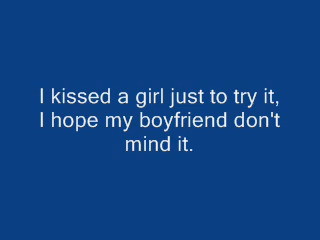 I kissed a girl just to try it,
I hope my boyfriend don't
mind it.